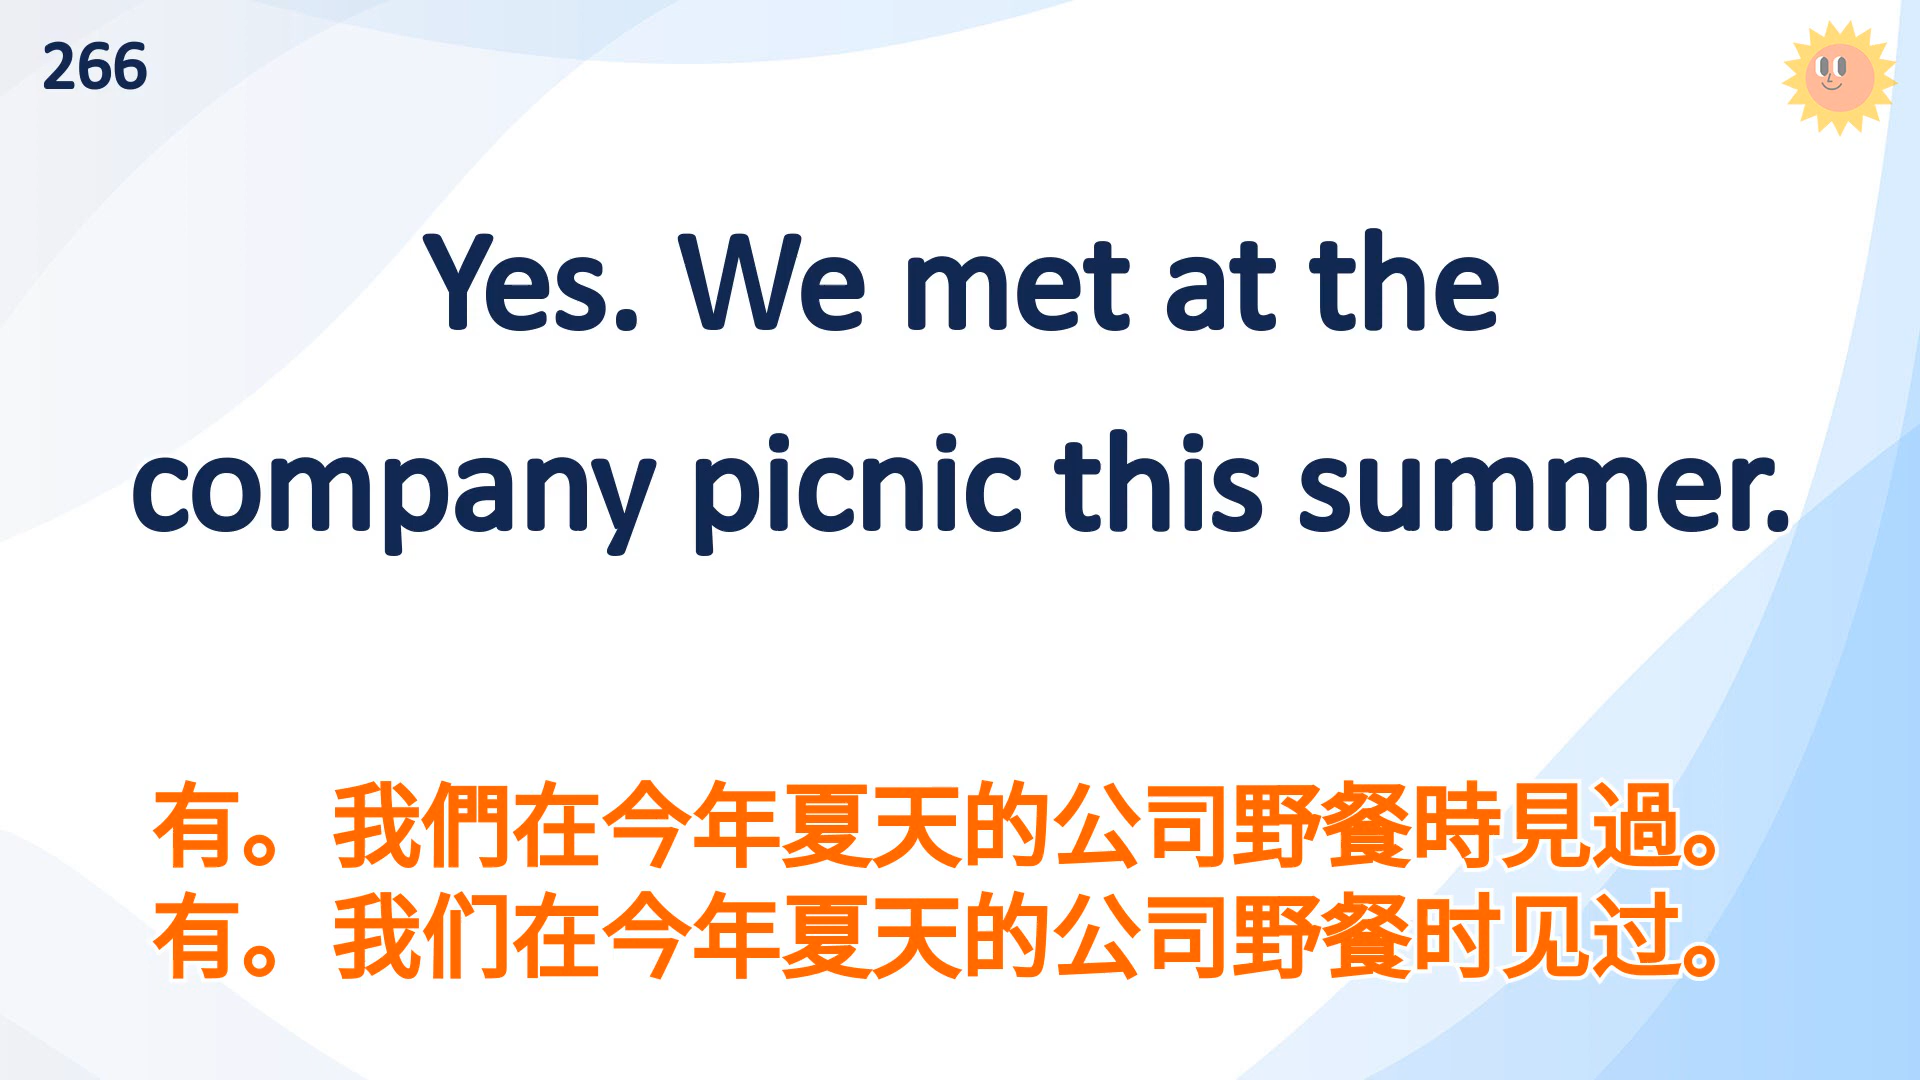 266
Yes. We met at the
company picnic this summer.
有。我們在今年夏天的公司野餐時見過。
有。我们在今年夏天的公司野餐时见过。